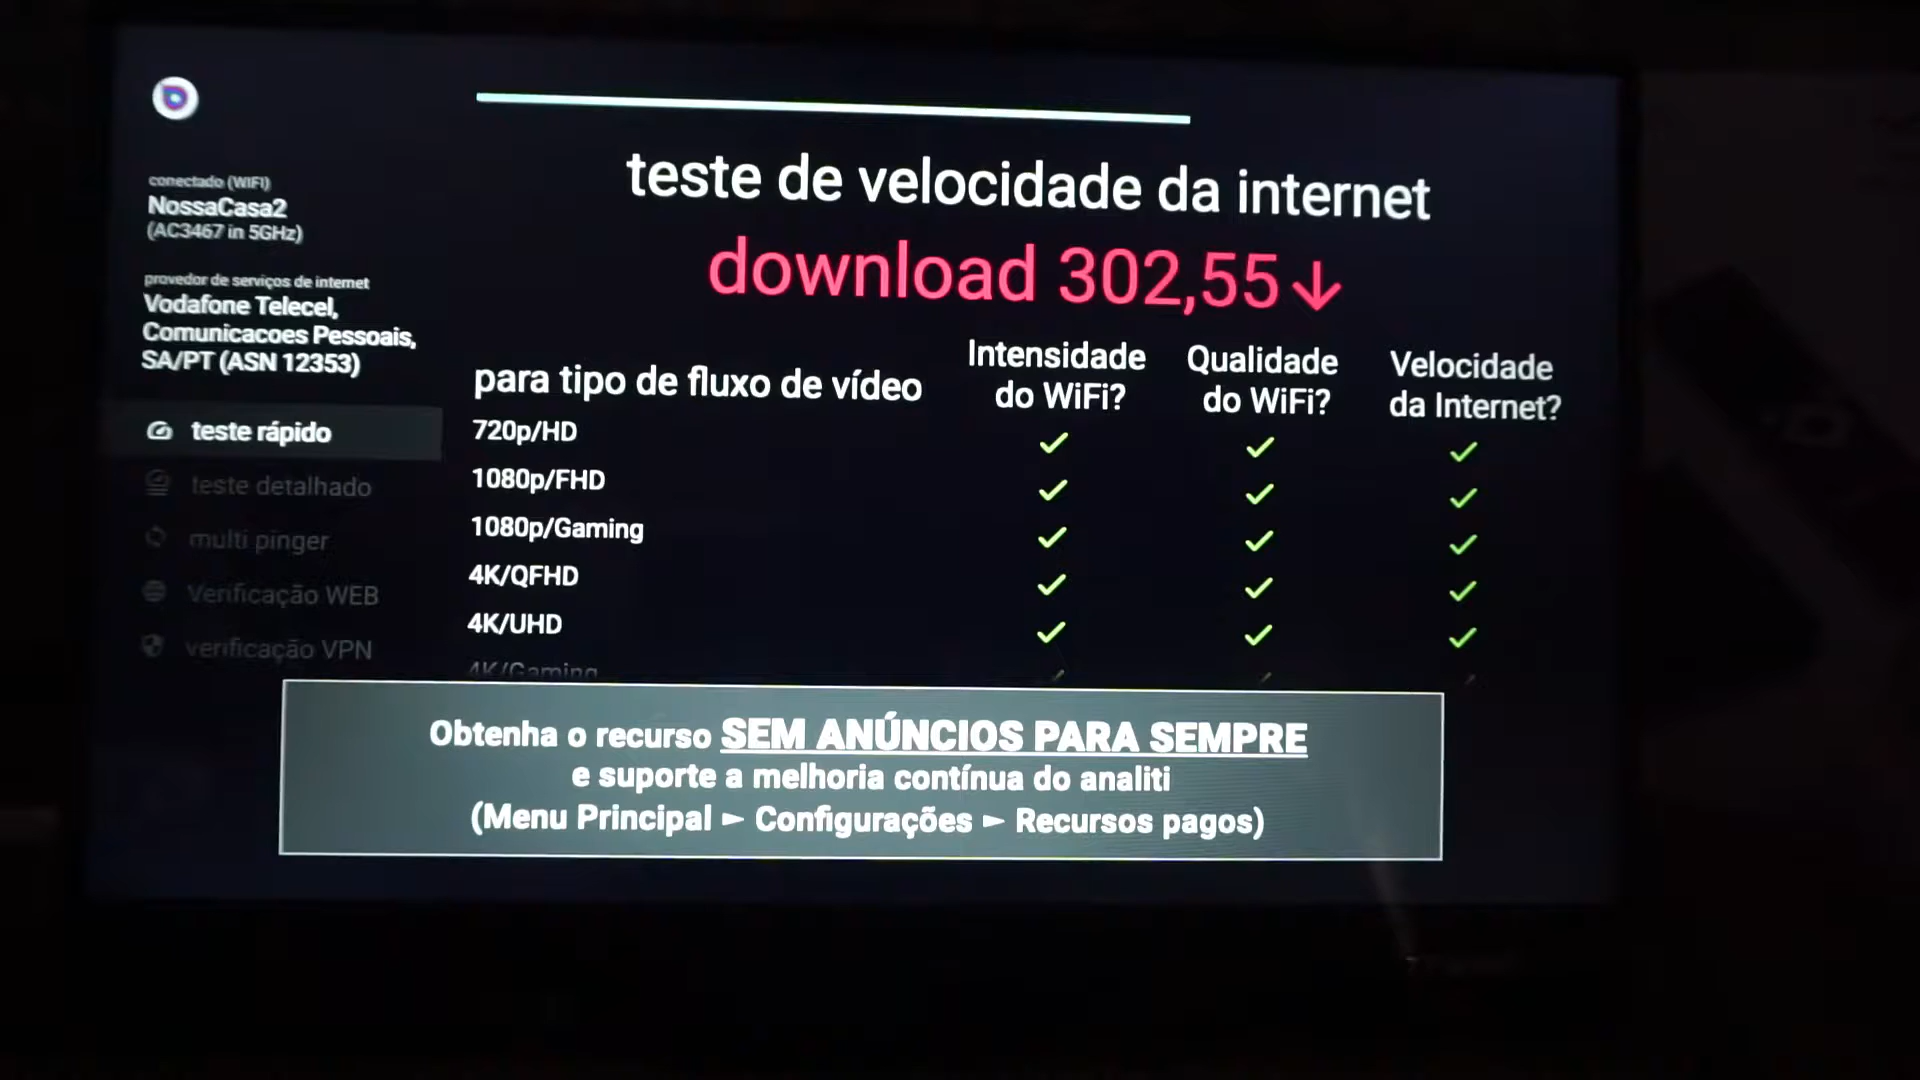 conectado (WIFI)
NossaCasa2
(AC3467 in 5GHz)
provedor de serviços de internet
Vodafone Telecel,
Comunicacoes Pessoais,
SA/PT (ASN 12353)
teste rápido
teste detalhado
multi pinger
Verificação WEB
verificação VPN
teste de velocidade da internet
download 302,55↓
para tipo de fluxo de vídeo
Intensidade
do WiFi?
Qualidade
do WiFi?
Velocidade
da Internet?
720p/HD ✓ ✓ ✓
1080p/FHD ✓ ✓ ✓
1080p/Gaming ✓ ✓ ✓
4K/QFHD ✓ ✓ ✓
4K/UHD ✓ ✓ ✓
4K/Gaming
Obtenha o recurso SEM ANÚNCIOS PARA SEMPRE
e suporte a melhoria contínua do analiti
(Menu Principal ► Configurações ► Recursos pagos)